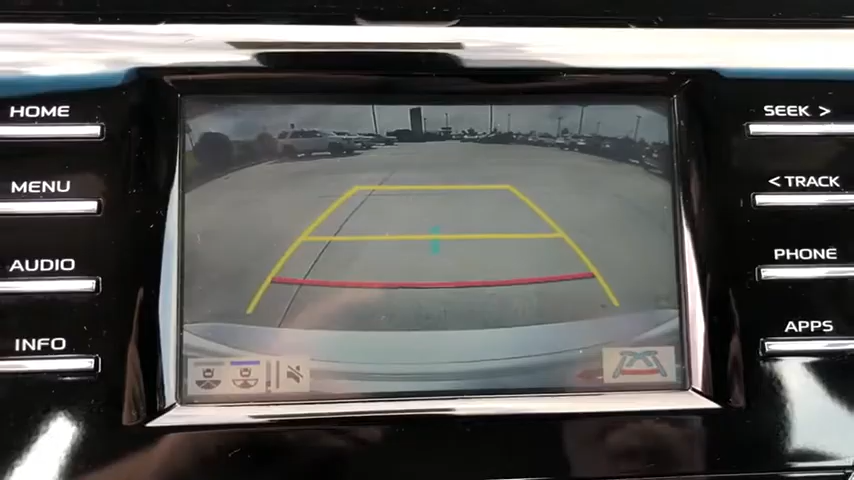 HOME
MENU
AUDIO
INFO
SEEK >
< TRACK
PHONE
APPS